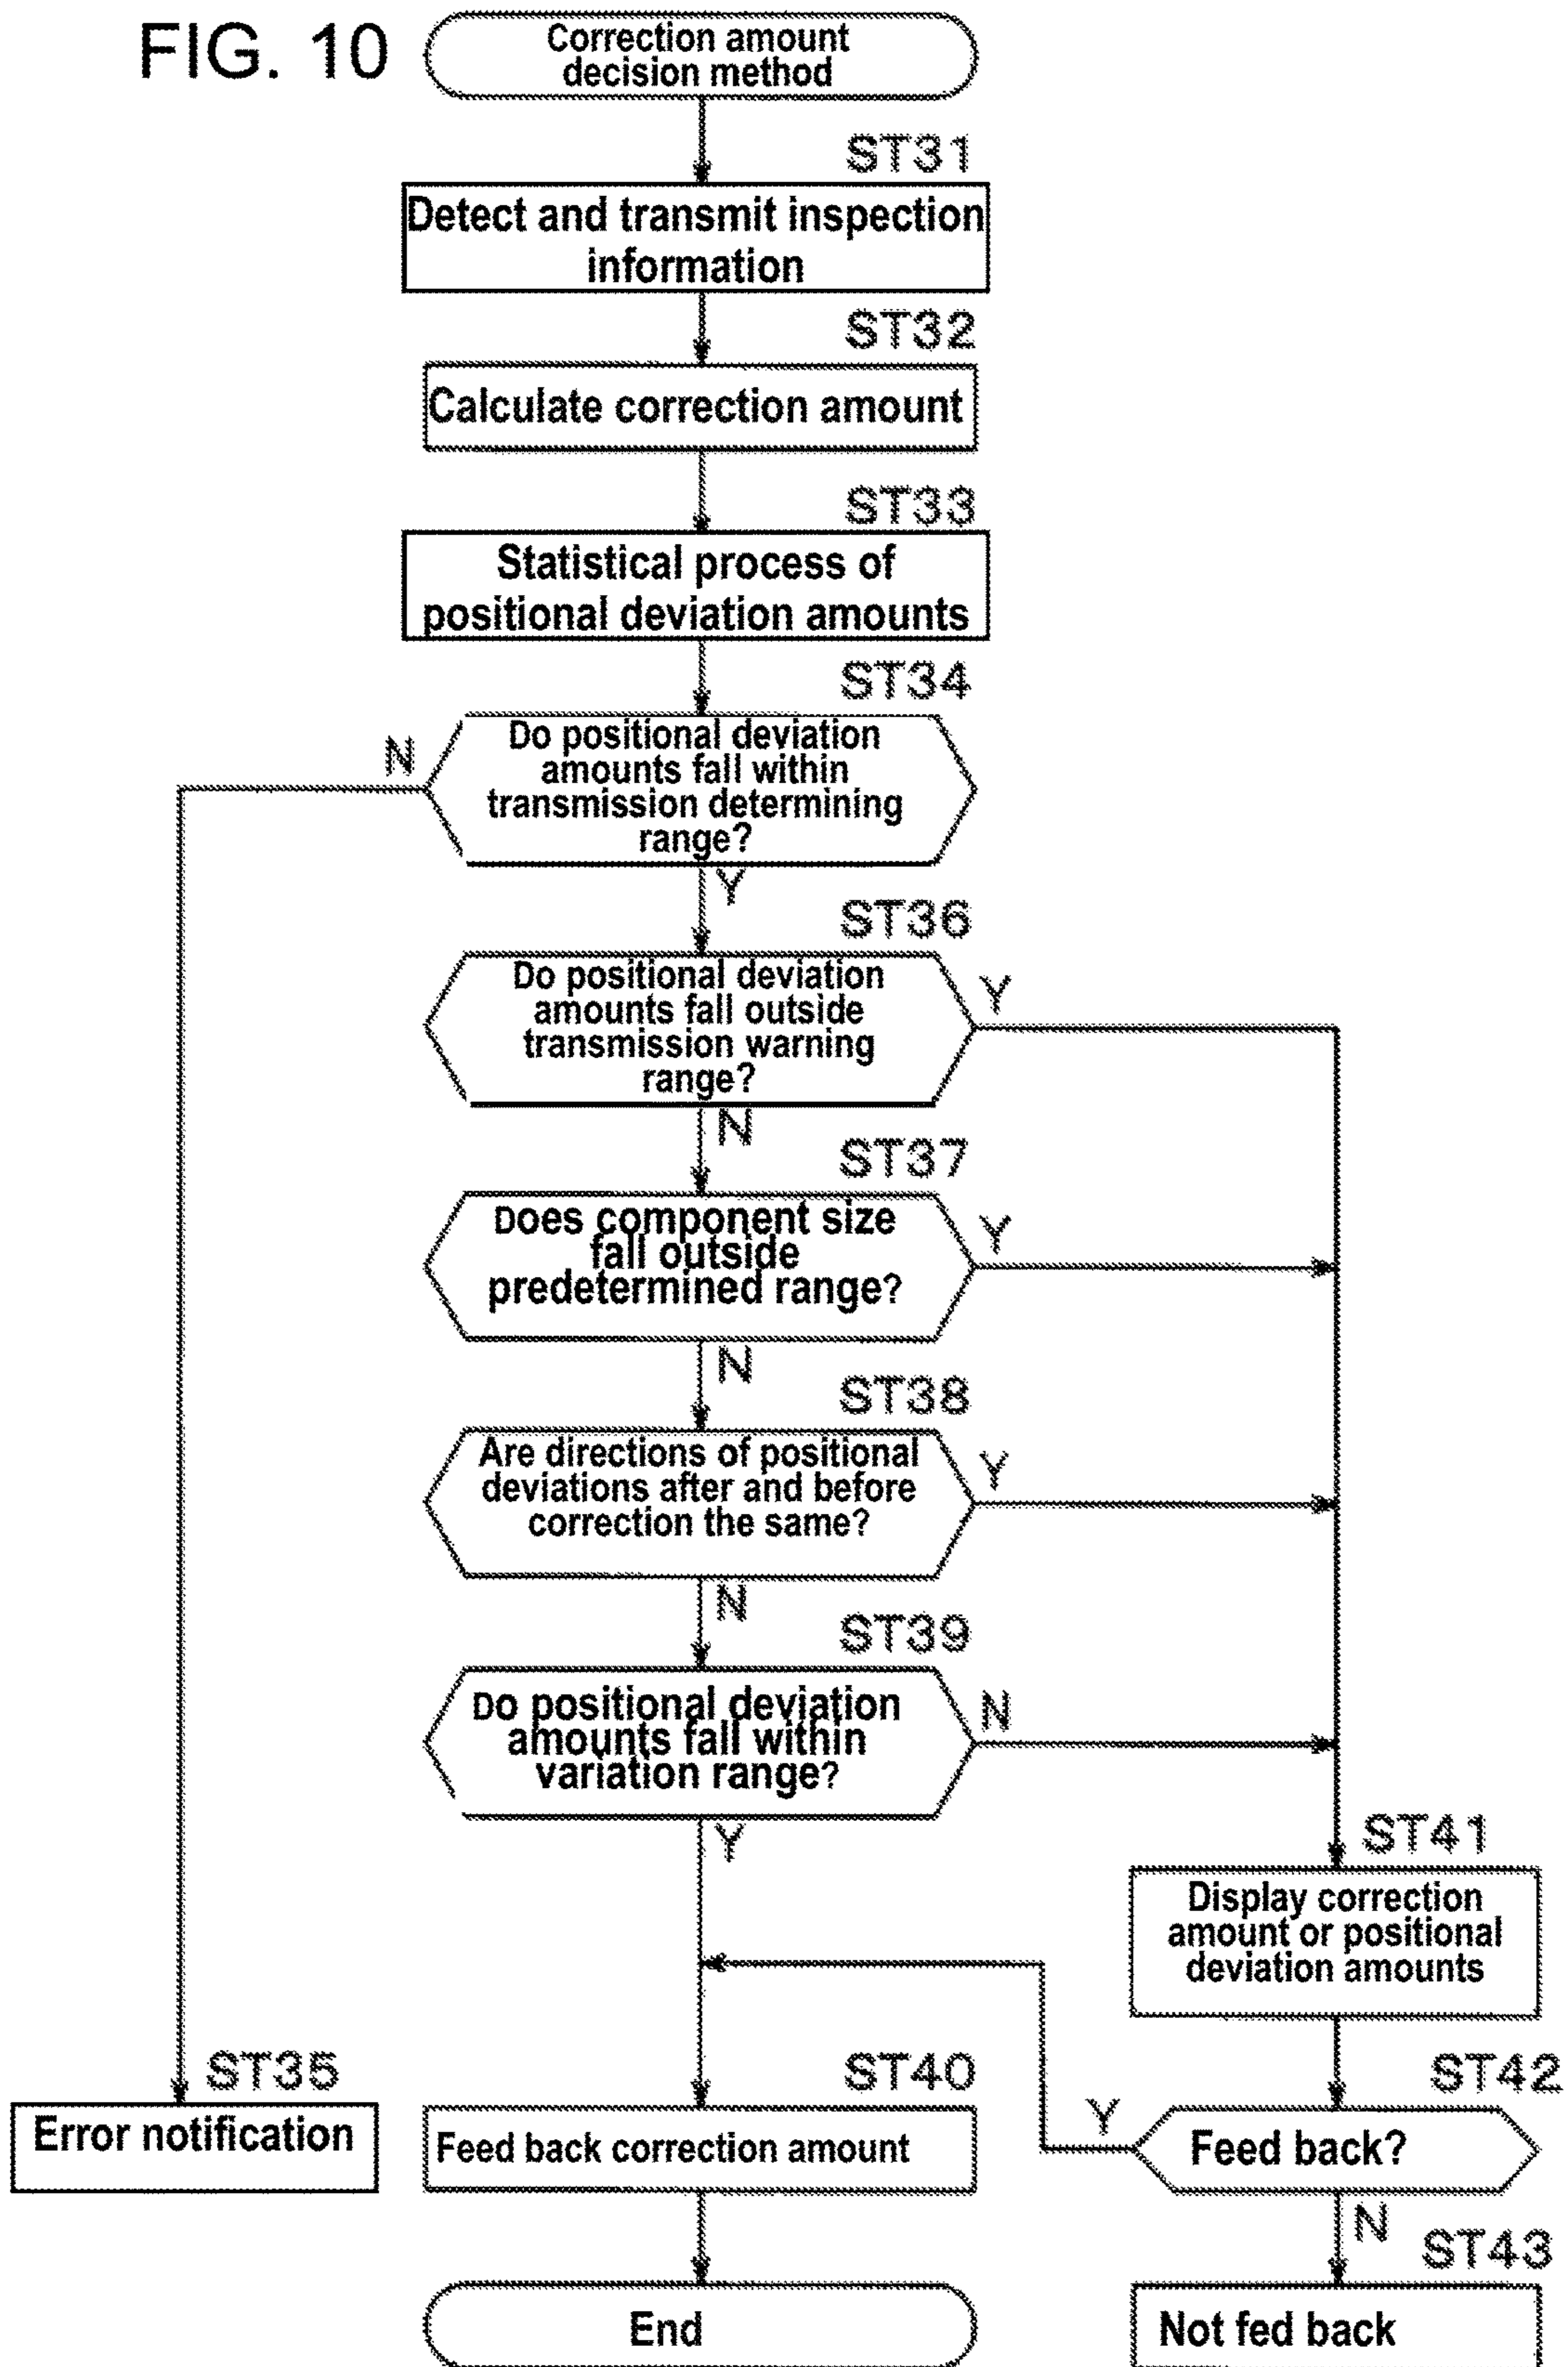 FIG. 10
Correction amount
decision method
ST31
Detect and transmit inspection
information
ST32
Calculate correction amount
ST33
Statistical process of
positional deviation amounts
ST34
N
Do positional deviation
amounts fall within
transmission determining
range?
Y
ST36
Do positional deviation
amounts fall outside
transmission warning
range?
Y
N
ST37
Does component size
fall outside
predetermined range?
Y
N
ST38
Are directions of positional
deviations after and before
correction the same?
Y
N
ST39
Do positional deviation
amounts fall within
variation range?
N
Y
ST41
Display correction
amount or positional
deviation amounts
ST35
Error notification
ST40
Feed back correction amount
ST42
Y
Feed back?
N
ST43
End
Not fed back